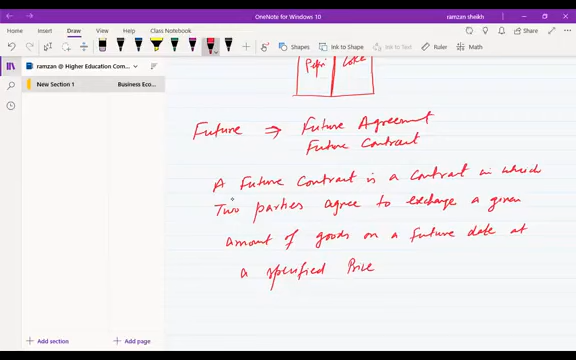 OneNote for Windows 10
ramzan sheikh
Home Insert Draw View Help Class Notebook
Share
Shapes Ink to Shape Ink to Text Ruler Math
ramzan @ Higher Education Com...
New Section 1 Business Eco...
Pepsi Coke
Future ⇒ Future Agreement
Future Contract
A Future Contract is a contract in which
Two parties agree to exchange a given
amount of goods on a future date at
a specified Price
+ Add section + Add page